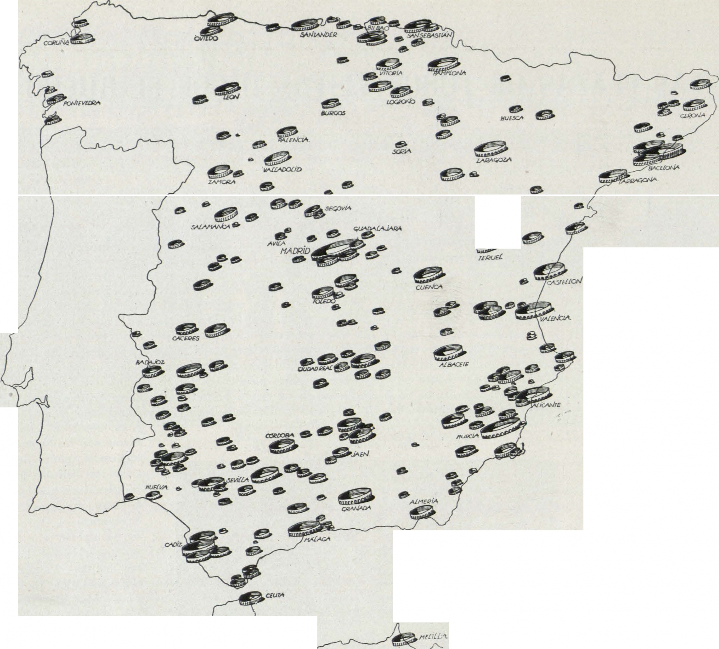 CORUÑA
OVIEDO
SANTANDER
BILBAO
SAN SEBASTIAN
PONTEVEDRA
LEON
VITORIA
PAMPLONA
BURGOS
LOGROÑO
HUESCA
GERONA
PALENCIA
SORIA
ZARAGOZA
ZAMORA
VALLADOLID
BARCELONA
TARRAGONA
SALAMANCA
SEGOVIA
AVILA
GUADALAJARA
MADRID
TERUEL
CUENCA
CASTELLON
TOLEDO
VALENCIA
CACERES
BADAJOZ
CIUDAD REAL
ALBACETE
ALICANTE
CORDOBA
MURCIA
JAEN
HUELVA
SEVILLA
GRANADA
ALMERÍA
CADIZ
MALAGA
CEUTA
MELILLA